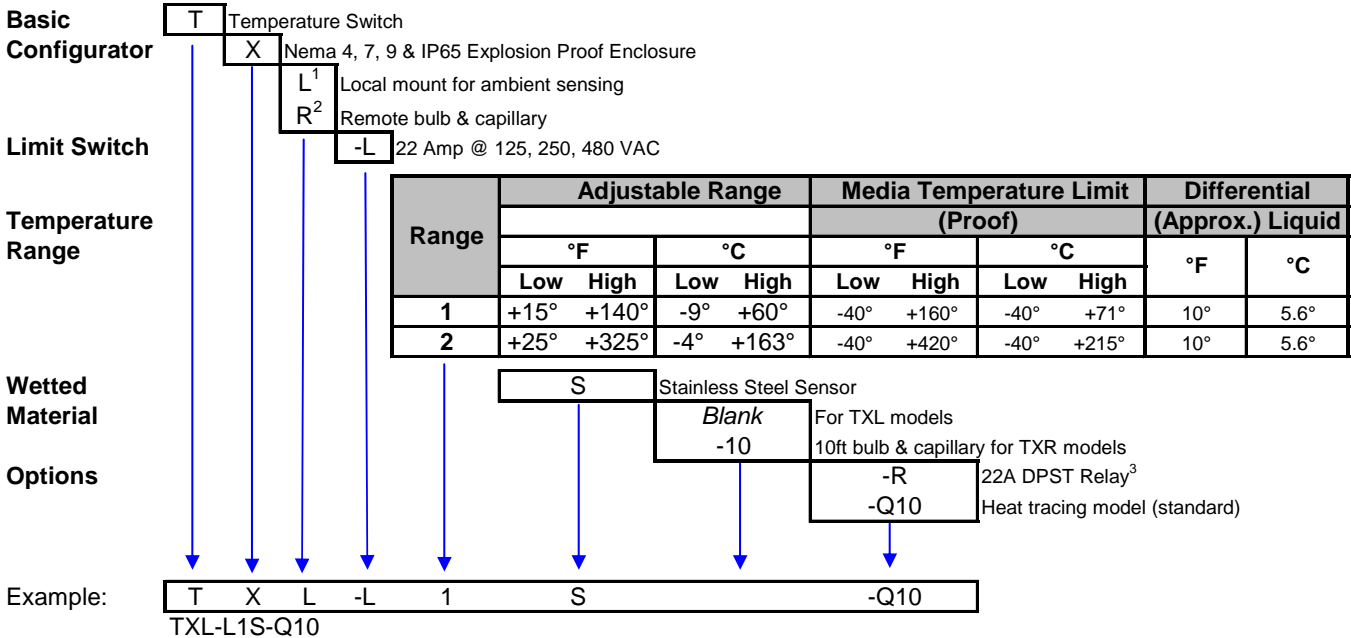 Basic T Temperature Switch
Configurator X Nema 4, 7, 9 & IP65 Explosion Proof Enclosure
L¹ Local mount for ambient sensing
R² Remote bulb & capillary
Limit Switch -L 22 Amp @ 125, 250, 480 VAC
Adjustable Range Media Temperature Limit Differential
Temperature Range (Proof) (Approx.) Liquid
Range °F °C °F °C °F °C
Low High Low High Low High Low High
1 +15° +140° -9° +60° -40° +160° -40° +71° 10° 5.6°
2 +25° +325° -4° +163° -40° +420° -40° +215° 10° 5.6°
Wetted S Stainless Steel Sensor
Material Blank For TXL models
-10 10ft bulb & capillary for TXR models
Options -R 22A DPST Relay³
-Q10 Heat tracing model (standard)
Example: T X L -L 1 S -Q10
TXL-L1S-Q10